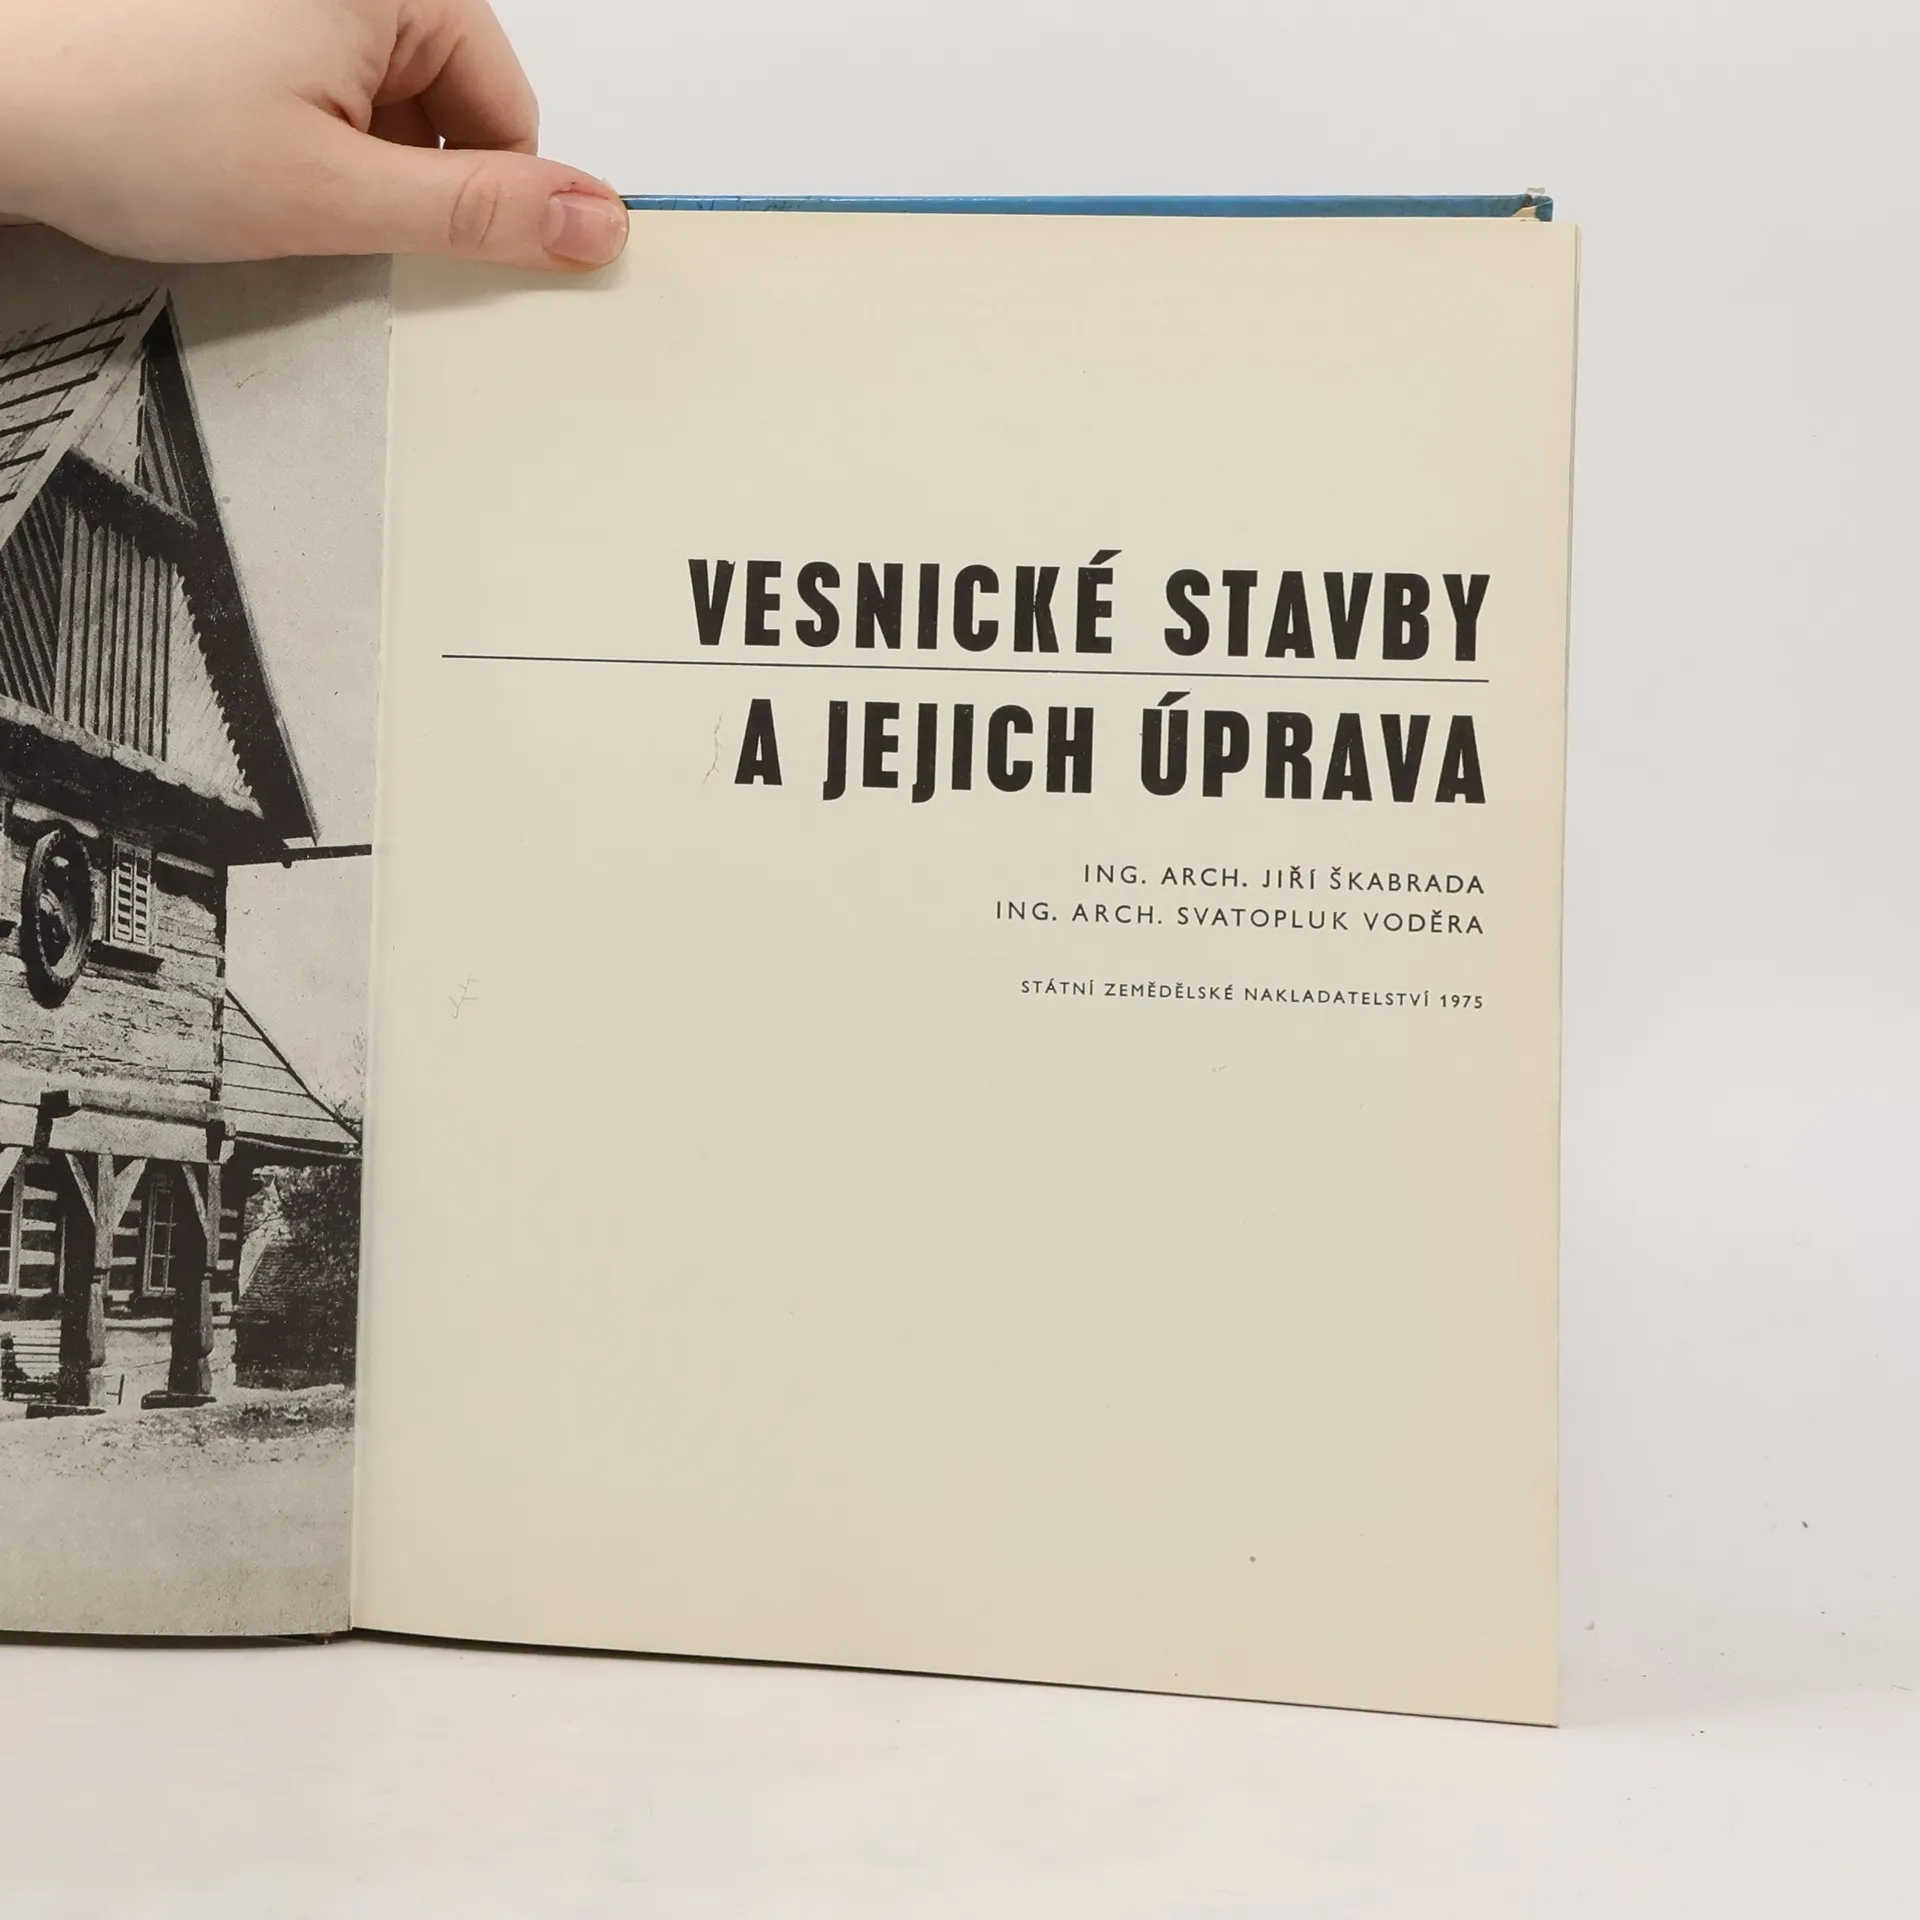 VESNICKÉ STAVBY
A JEJICH ÚPRAVA
ING. ARCH. JIŘÍ ŠKABRADA
ING. ARCH. SVATOPLUK VODĚRA
STÁTNÍ ZEMĚDĚLSKÉ NAKLADATELSTVÍ 1975